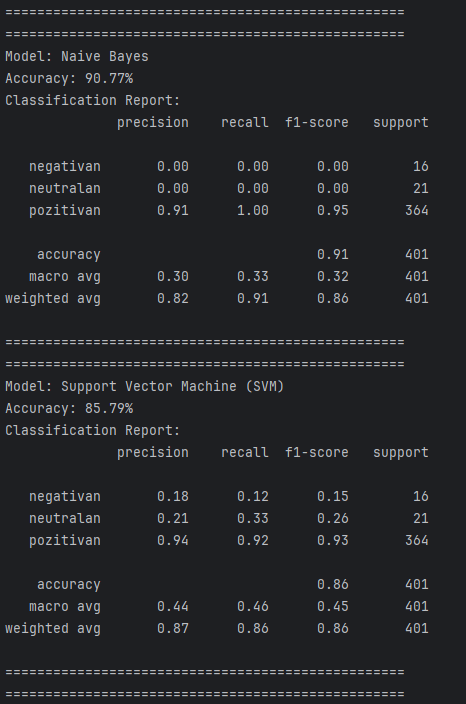 ==================================================
==================================================
Model: Naive Bayes
Accuracy: 90.77%
Classification Report:
              precision    recall  f1-score   support

   negativan       0.00      0.00      0.00        16
   neutralan       0.00      0.00      0.00        21
   pozitivan       0.91      1.00      0.95       364

    accuracy                           0.91       401
   macro avg       0.30      0.33      0.32       401
weighted avg       0.82      0.91      0.86       401

==================================================
==================================================
Model: Support Vector Machine (SVM)
Accuracy: 85.79%
Classification Report:
              precision    recall  f1-score   support

   negativan       0.18      0.12      0.15        16
   neutralan       0.21      0.33      0.26        21
   pozitivan       0.94      0.92      0.93       364

    accuracy                           0.86       401
   macro avg       0.44      0.46      0.45       401
weighted avg       0.87      0.86      0.86       401

==================================================
==================================================